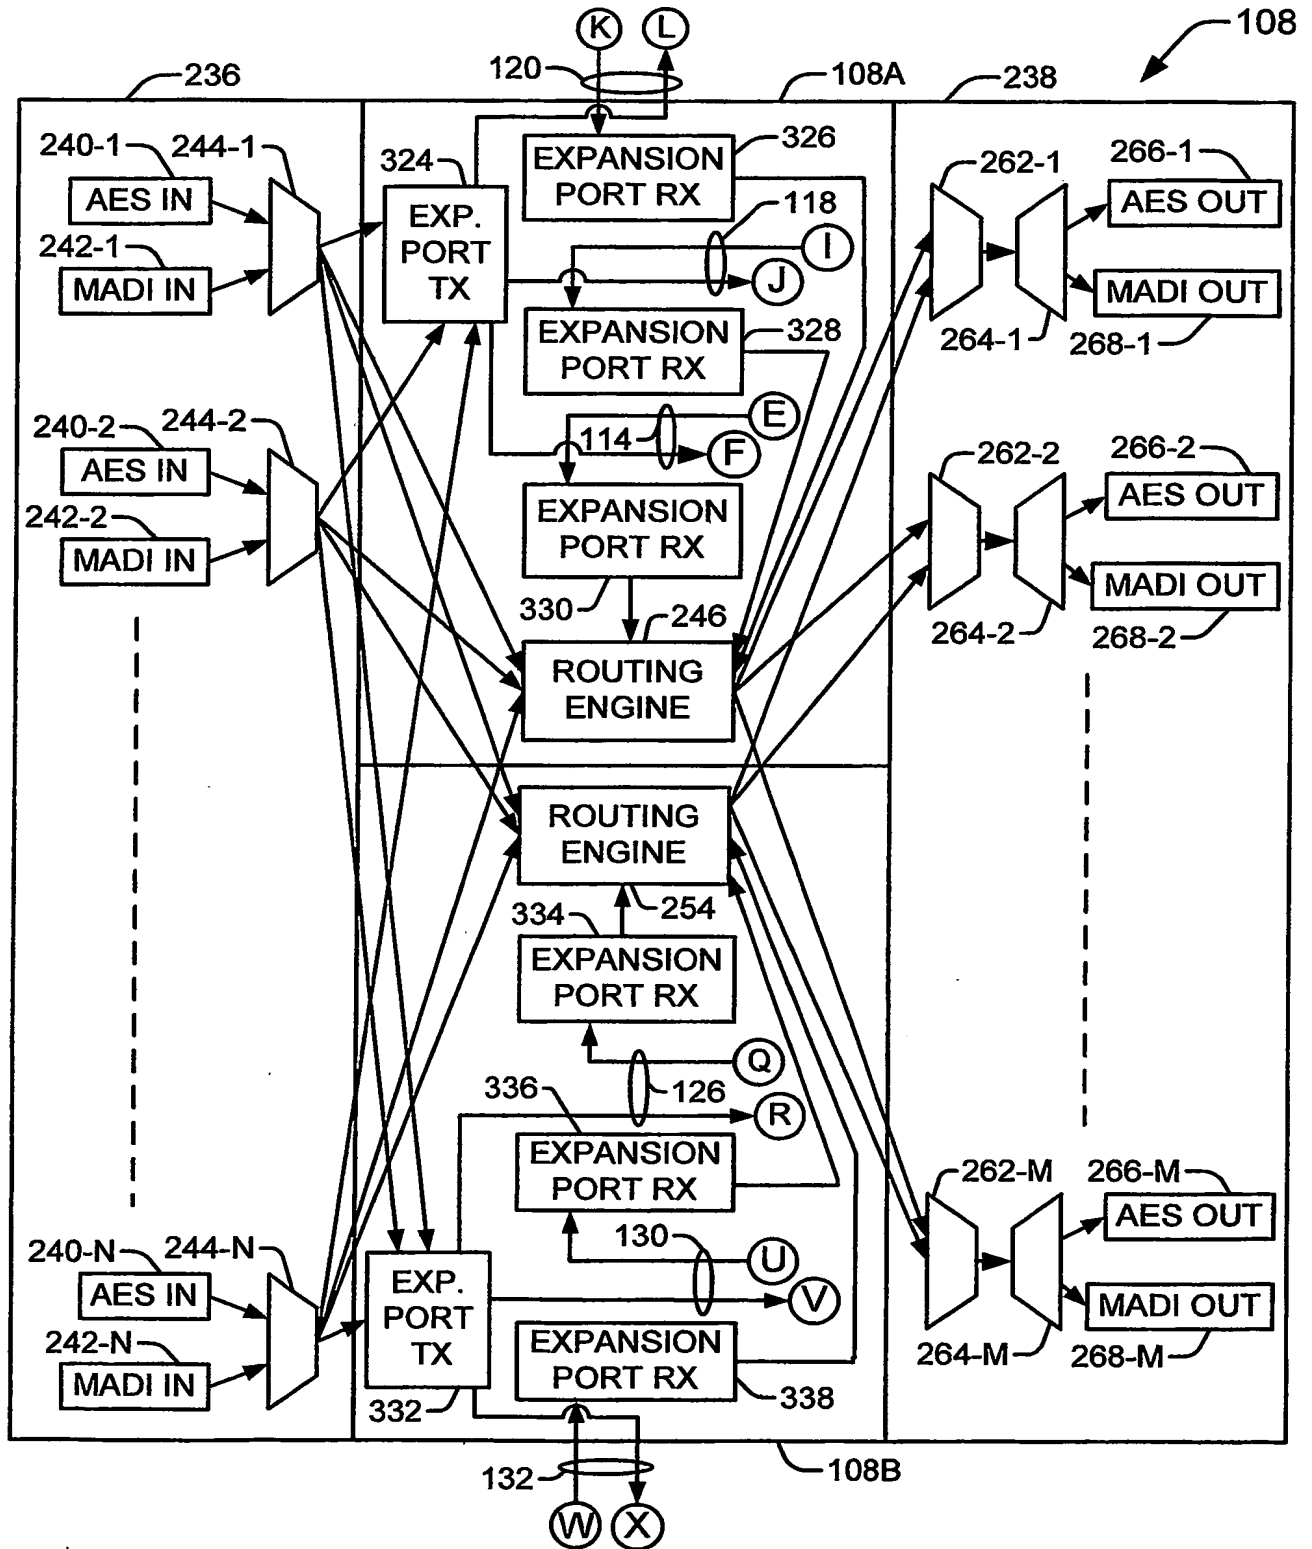 K
L
108
236
120
108A
238
240-1
244-1
AES IN
242-1
MADI IN
324
EXP.
PORT
TX
EXPANSION
PORT RX
326
118
I
J
EXPANSION
PORT RX
328
262-1
266-1
AES OUT
MADI OUT
264-1
268-1
240-2
244-2
AES IN
242-2
MADI IN
114
E
F
EXPANSION
PORT RX
330
246
ROUTING
ENGINE
262-2
266-2
AES OUT
MADI OUT
264-2
268-2
ROUTING
ENGINE
254
334
EXPANSION
PORT RX
Q
126
R
336
EXPANSION
PORT RX
130
U
V
EXP.
PORT
TX
332
EXPANSION
PORT RX
338
240-N
244-N
AES IN
242-N
MADI IN
262-M
266-M
AES OUT
MADI OUT
264-M
268-M
132
108B
W
X